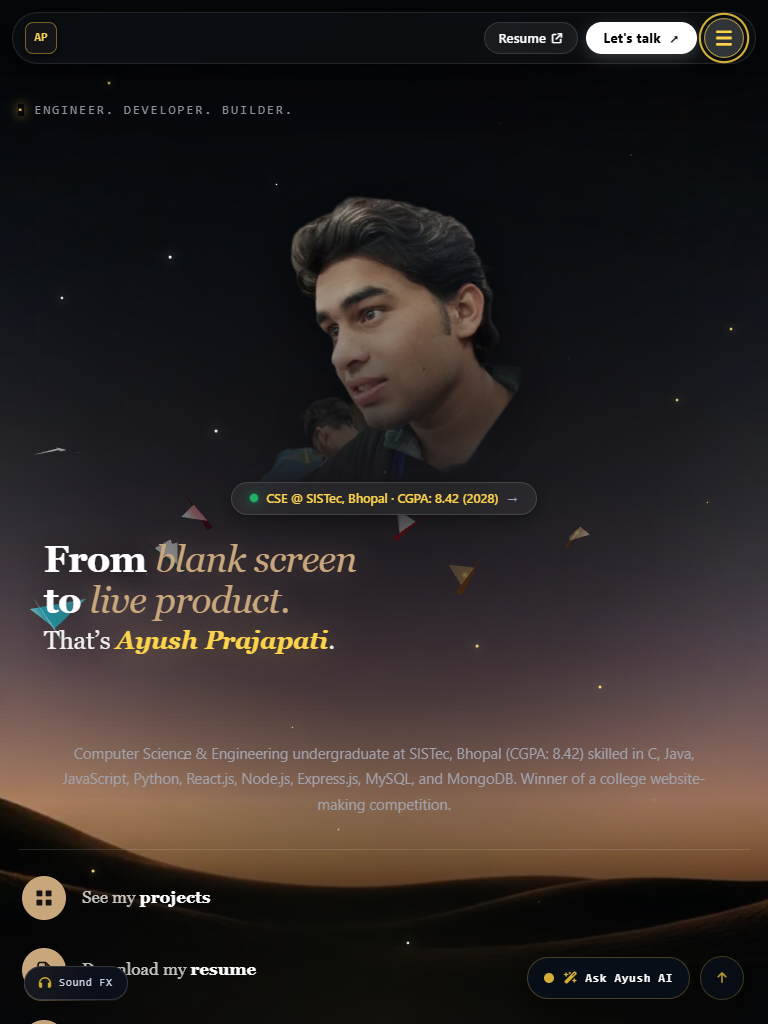 AP
Resume
Let's talk ↗
ENGINEER. DEVELOPER. BUILDER.
CSE @ SISTec, Bhopal · CGPA: 8.42 (2028) →
From blank screen
to live product.
That's Ayush Prajapati.
Computer Science & Engineering undergraduate at SISTec, Bhopal (CGPA: 8.42) skilled in C, Java,
JavaScript, Python, React.js, Node.js, Express.js, MySQL, and MongoDB. Winner of a college website-
making competition.
See my projects
Download my resume
Sound FX
Ask Ayush AI